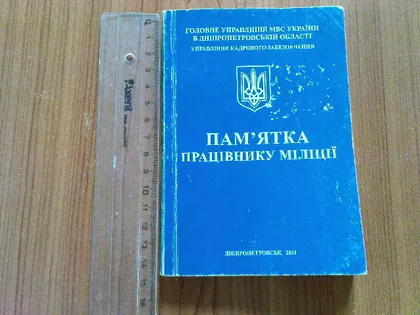 ГОЛОВНЕ УПРАВЛІННЯ МВС УКРАЇНИ
В ДНІПРОПЕТРОВСЬКІЙ ОБЛАСТІ
УПРАВЛІННЯ КАДРОВОГО ЗАБЕЗПЕЧЕННЯ
ПАМ'ЯТКА
ПРАЦІВНИКУ МІЛІЦІЇ
ДНІПРОПЕТРОВСЬК 2011